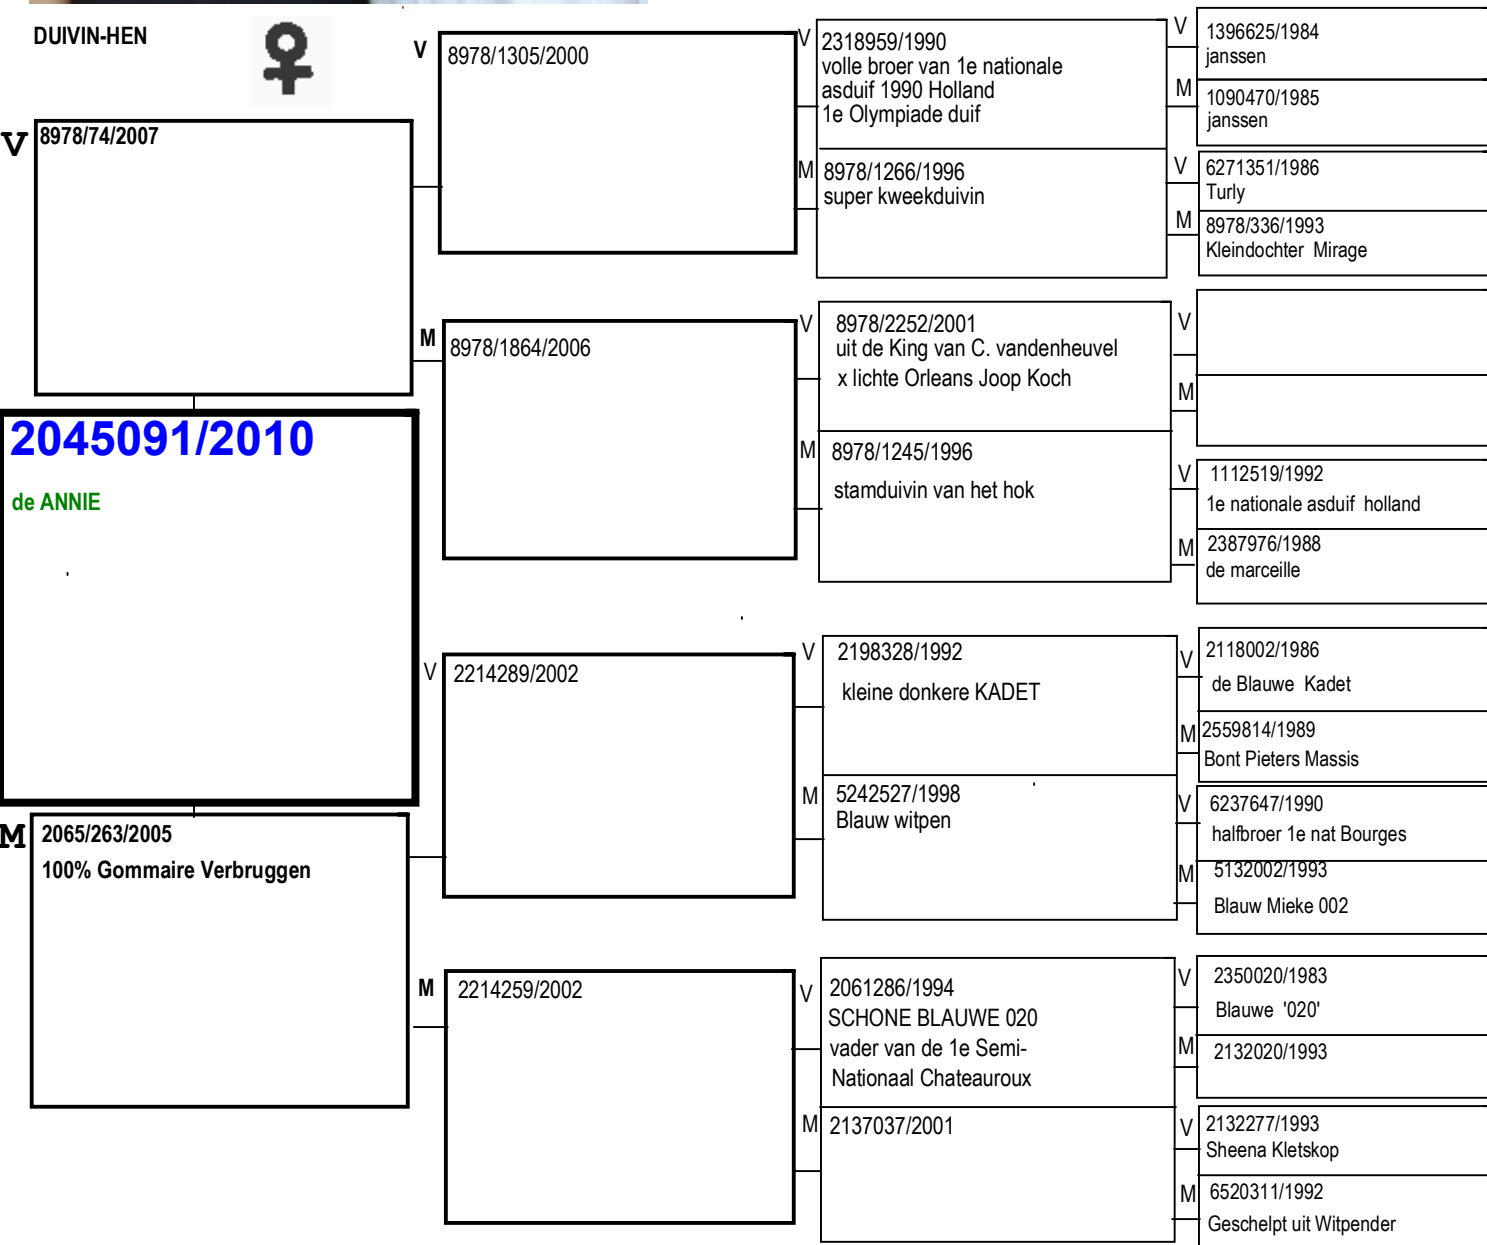 DUIVIN-HEN
V
8978/74/2007
2045091/2010
de ANNIE
M
2065/263/2005
100% Gommaire Verbruggen
V
8978/1305/2000
M
8978/1864/2006
V
2214289/2002
M
2214259/2002
V
2318959/1990
volle broer van 1e nationale
asduif 1990 Holland
1e Olympiade duif
M
8978/1266/1996
super kweekduivin
V
8978/2252/2001
uit de King van C. vandenheuvel
x lichte Orleans Joop Koch
M
8978/1245/1996
stamduivin van het hok
V
2198328/1992
kleine donkere KADET
M
5242527/1998
Blauw witpen
V
2061286/1994
SCHONE BLAUWE 020
vader van de 1e Semi-
Nationaal Chateauroux
M
2137037/2001
V
1396625/1984
janssen
M
1090470/1985
janssen
V
6271351/1986
Turly
M
8978/336/1993
Kleindochter Mirage
V
M
V
1112519/1992
1e nationale asduif holland
M
2387976/1988
de marceille
V
2118002/1986
de Blauwe Kadet
M
2559814/1989
Bont Pieters Massis
V
6237647/1990
halfbroer 1e nat Bourges
M
5132002/1993
Blauw Mieke 002
V
2350020/1983
Blauwe '020'
M
2132020/1993
V
2132277/1993
Sheena Kletskop
M
6520311/1992
Geschelpt uit Witpender